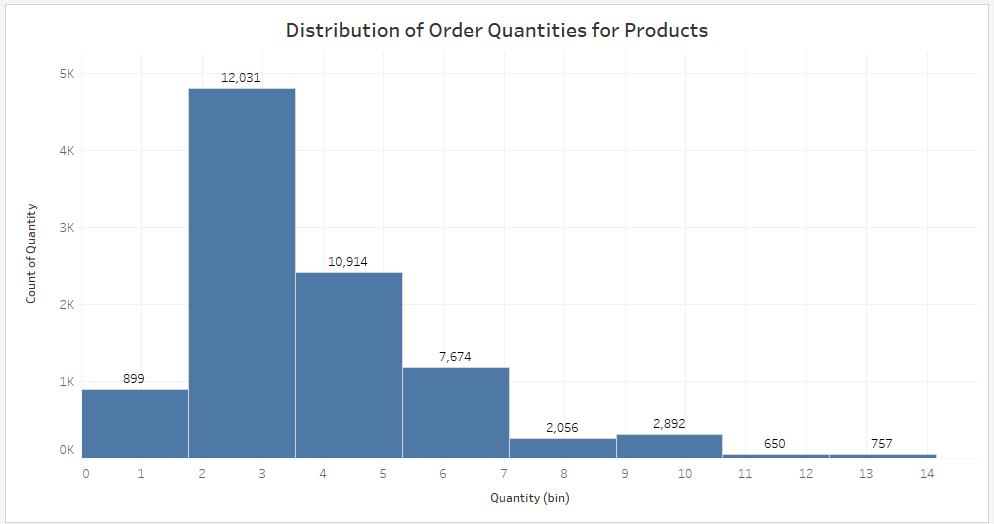 Distribution of Order Quantities for Products
5K
4K
3K
2K
1K
0K
Count of Quantity
899
12,031
10,914
7,674
2,056
2,892
650
757
0 1 2 3 4 5 6 7 8 9 10 11 12 13 14
Quantity (bin)